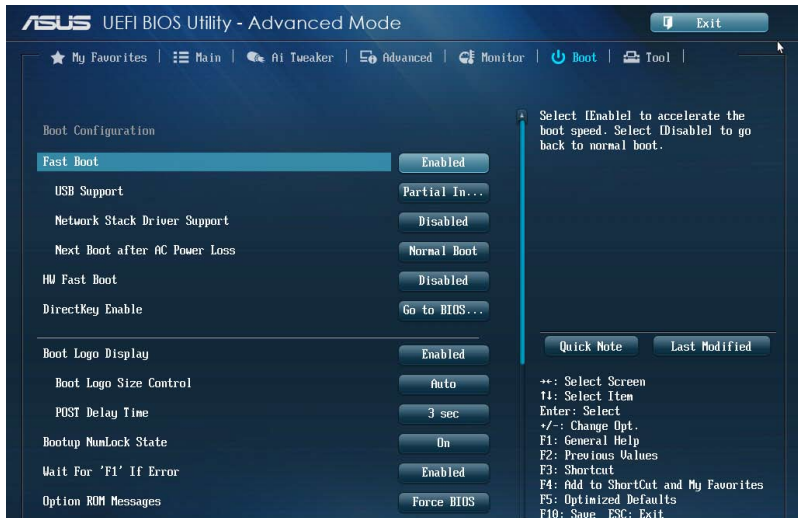 ASUS UEFI BIOS Utility - Advanced Mode
Exit
My Favorites | Main | Ai Tweaker | Advanced | Monitor | Boot | Tool |
Boot Configuration
Fast Boot Enabled
USB Support Partial In...
Network Stack Driver Support Disabled
Next Boot after AC Power Loss Normal Boot
HW Fast Boot Disabled
DirectKey Enable Go to BIOS...
Boot Logo Display Enabled
Boot Logo Size Control Auto
POST Delay Time 3 sec
Bootup NumLock State On
Wait For 'F1' If Error Enabled
Option ROM Messages Force BIOS
Select [Enable] to accelerate the
boot speed. Select [Disable] to go
back to normal boot.
Quick Note Last Modified
→←: Select Screen
↑↓: Select Item
Enter: Select
+/-: Change Opt.
F1: General Help
F2: Previous Values
F3: Shortcut
F4: Add to ShortCut and My Favorites
F5: Optimized Defaults
F10: Save ESC: Exit